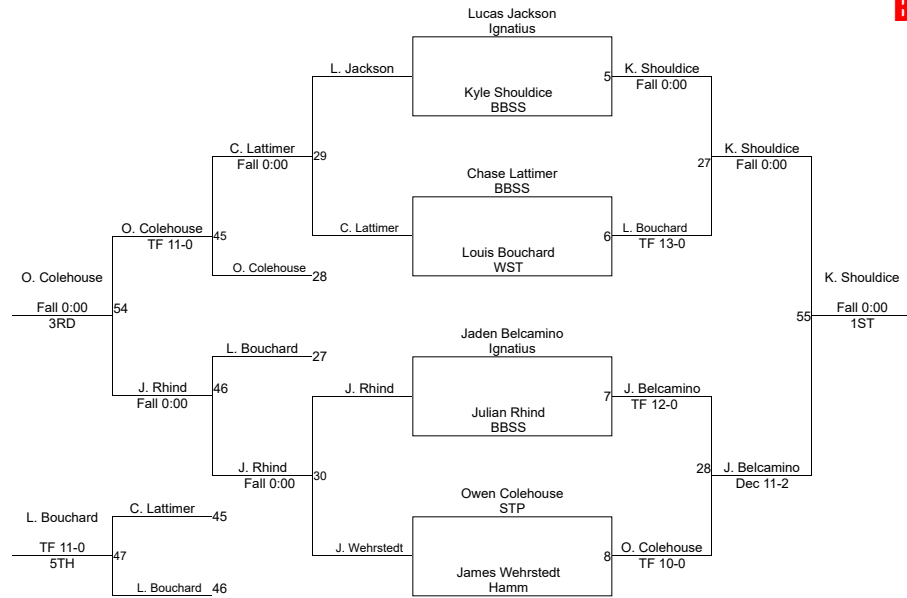 Lucas Jackson
Ignatius
L. Jackson
5
K. Shouldice
Fall 0:00
Kyle Shouldice
BBSS
C. Lattimer
Fall 0:00
29
27
K. Shouldice
Fall 0:00
Chase Lattimer
BBSS
O. Colehouse
TF 11-0
45
C. Lattimer
6
L. Bouchard
TF 13-0
Louis Bouchard
WST
O. Colehouse
28
O. Colehouse
Fall 0:00
3RD
54
K. Shouldice
Fall 0:00
1ST
55
Jaden Belcamino
Ignatius
L. Bouchard
27
J. Rhind
Fall 0:00
46
J. Rhind
7
J. Belcamino
TF 12-0
Julian Rhind
BBSS
J. Rhind
Fall 0:00
30
28
J. Belcamino
Dec 11-2
Owen Colehouse
STP
L. Bouchard
TF 11-0
5TH
C. Lattimer
45
47
J. Wehrstedt
8
O. Colehouse
TF 10-0
James Wehrstedt
Hamm
L. Bouchard
46